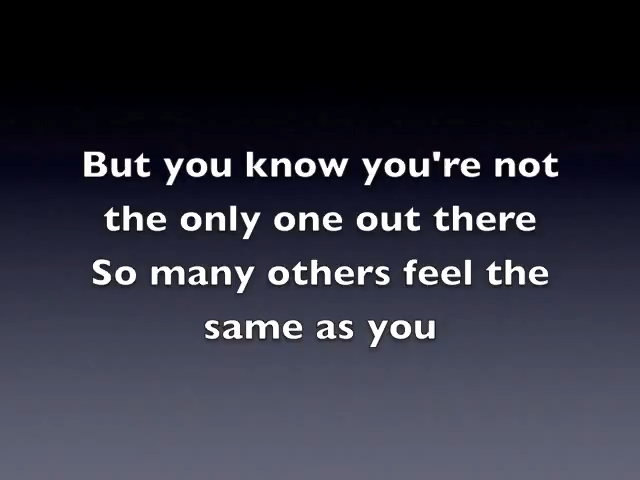 But you know you're not
the only one out there
So many others feel the
same as you